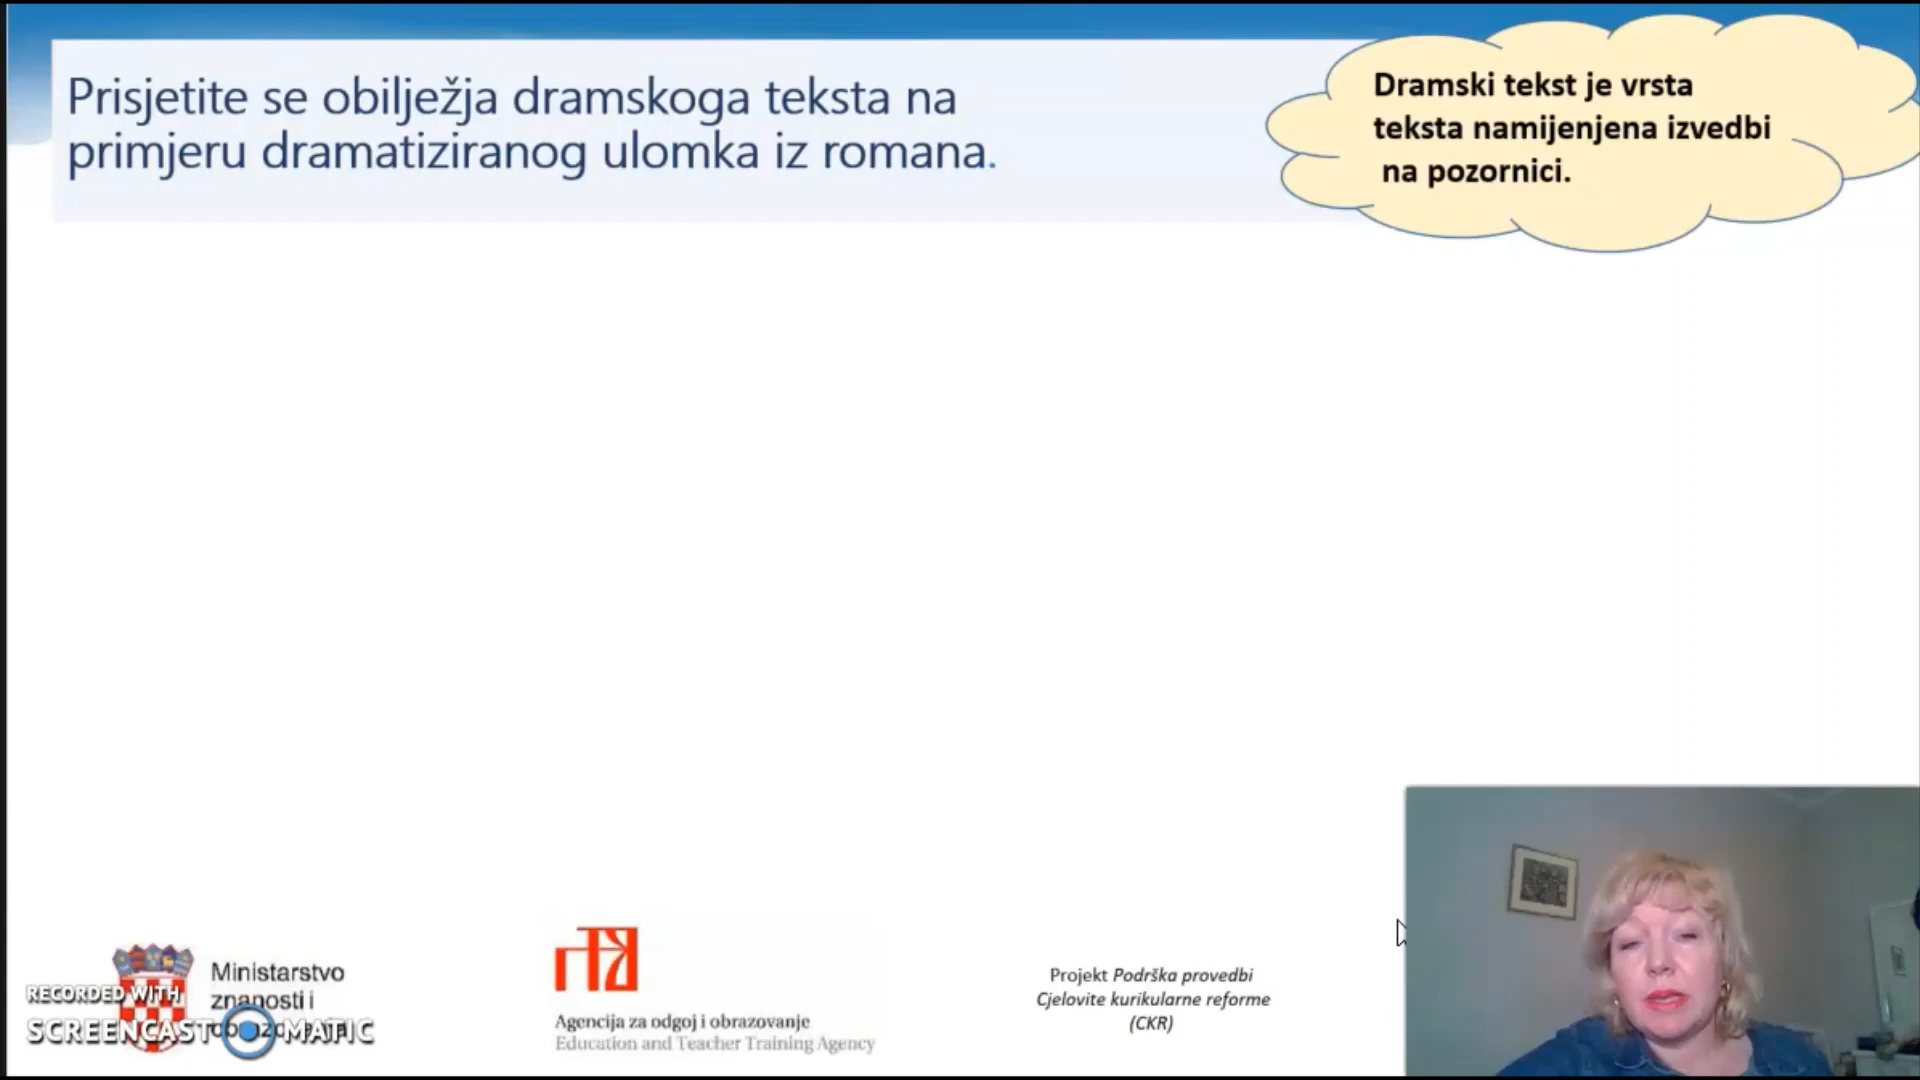 Prisjetite se obilježja dramskoga teksta na
primjeru dramatiziranog ulomka iz romana.
Dramski tekst je vrsta
teksta namijenjena izvedbi
na pozornici.
Ministarstvo
znanosti i
RECORDED WITH
SCREENCAST MATIC
Agencija za odgoj i obrazovanje
Education and Teacher Training Agency
Projekt Podrška provedbi
Cjelovite kurikularne reforme
(CKR)